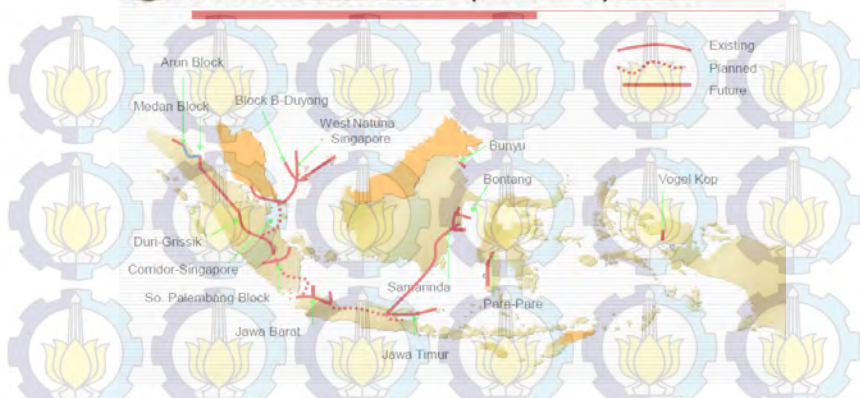 Existing
Planned
Future
Arun Block
Medan Block
Block B-Duyong
West Natuna
- Singapore
Bunyu
Bontang
Vogel Kop
Duri-Grissik
Corridor-Singapore
So. Palembang Block
Samarinda
Para-Pare
Jawa Barat
Jawa Timur